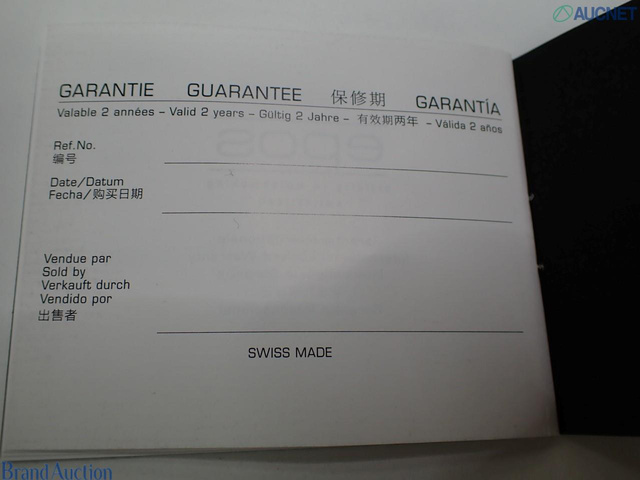 AUCNET
GARANTIE GUARANTEE 保修期 GARANTÍA
Valable 2 années – Valid 2 years – Gültig 2 Jahre – 有效期两年 – Válida 2 años
Ref.No.
编号
Date/Datum
Fecha/购买日期
Vendue par
Sold by
Verkauft durch
Vendido por
出售者
SWISS MADE
Brand Auction